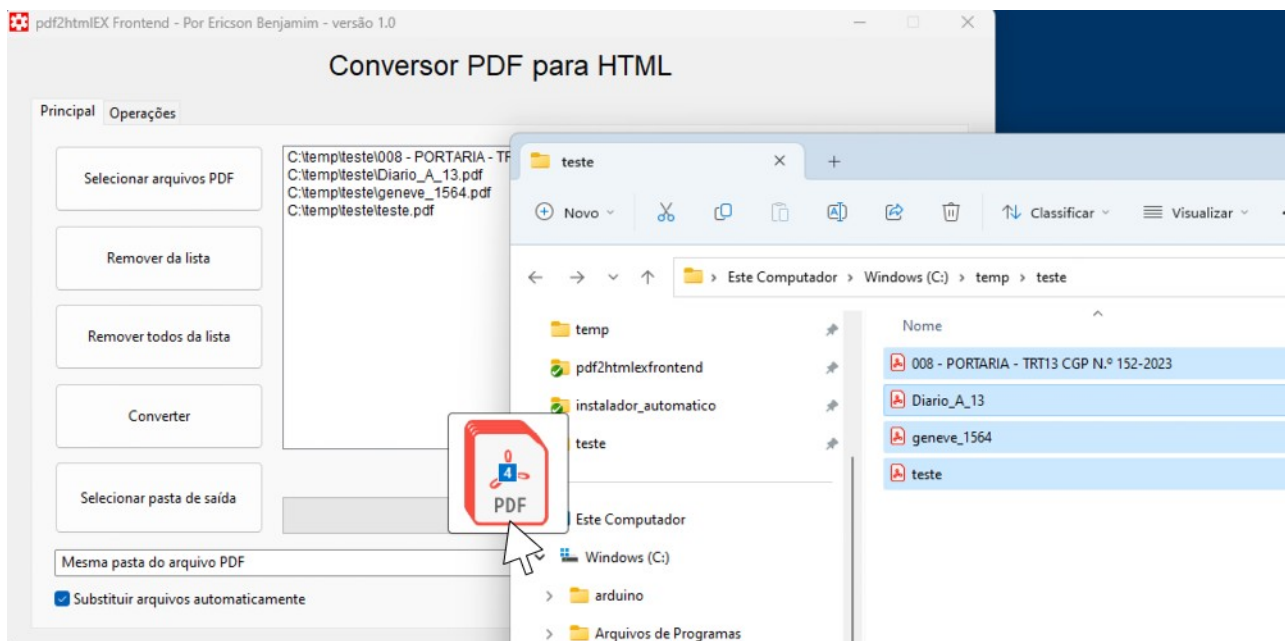 pdf2htmlEX Frontend - Por Ericson Benjamim - versão 1.0
Conversor PDF para HTML
Principal
Operações
Selecionar arquivos PDF
Remover da lista
Remover todos da lista
Converter
Selecionar pasta de saída
C:\temp\teste\008 - PORTARIA - TF
C:\temp\teste\Diario_A_13.pdf
C:\temp\teste\geneve_1564.pdf
C:\temp\teste\teste.pdf
Mesma pasta do arquivo PDF
Substituir arquivos automaticamente
4
PDF
teste
Novo
Classificar
Visualizar
Este Computador > Windows (C:) > temp > teste
temp
pdf2htmlexfrontend
instalador_automatico
teste
Este Computador
Windows (C:)
arduino
Arquivos de Programas
Nome
008 - PORTARIA - TRT13 CGP N.º 152-2023
Diario_A_13
geneve_1564
teste